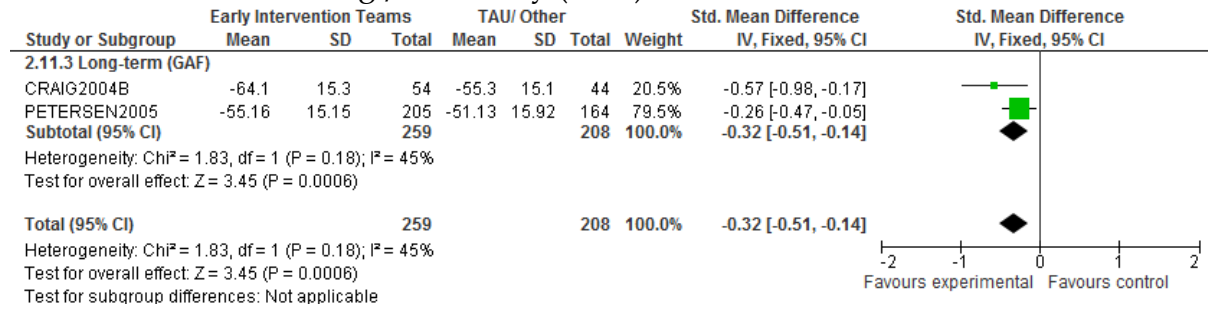 Early Intervention Teams TAU/ Other Std. Mean Difference Std. Mean Difference
Study or Subgroup Mean SD Total Mean SD Total Weight IV, Fixed, 95% CI IV, Fixed, 95% CI
2.11.3 Long-term (GAF)
CRAIG2004B -64.1 15.3 54 -55.3 15.1 44 20.5% -0.57 [-0.98, -0.17]
PETERSEN2005 -55.16 15.15 205 -51.13 15.92 164 79.5% -0.26 [-0.47, -0.05]
Subtotal (95% CI) 259 208 100.0% -0.32 [-0.51, -0.14]
Heterogeneity: Chi² = 1.83, df = 1 (P = 0.18); I² = 45%
Test for overall effect: Z = 3.45 (P = 0.0006)
Total (95% CI) 259 208 100.0% -0.32 [-0.51, -0.14]
Heterogeneity: Chi² = 1.83, df = 1 (P = 0.18); I² = 45%
Test for overall effect: Z = 3.45 (P = 0.0006)
Test for subgroup differences: Not applicable
-2 -1 0 1 2
Favours experimental Favours control